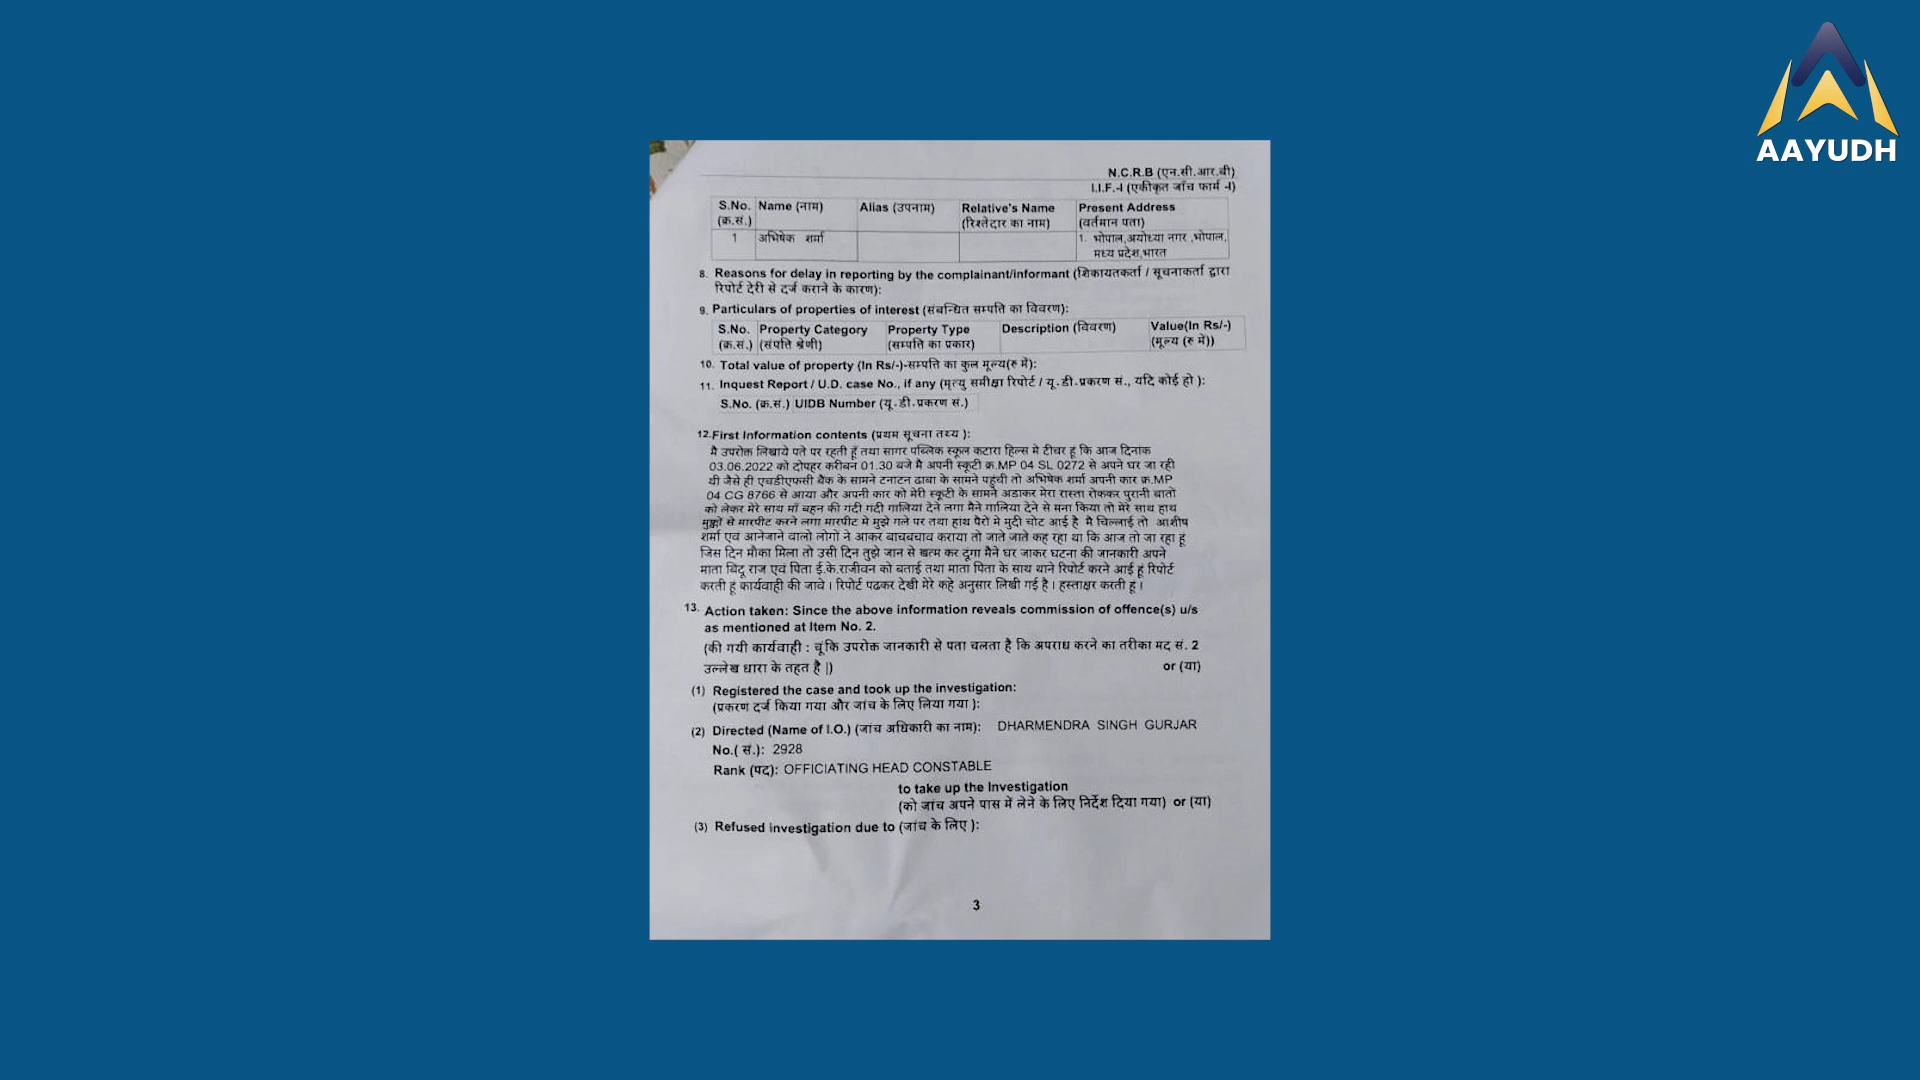 AAYUDH
N.C.R.B (एन.सी.आर.बी)
I.I.F.-I (एकीकृत जाँच फार्म -I)
S.No. (क्र.सं.) Name (नाम) Alias (उपनाम) Relative's Name (रिश्तेदार का नाम) Present Address (वर्तमान पता)
1 अभिषेक शर्मा 1. भोपाल,अयोध्या नगर ,भोपाल,
मध्य प्रदेश,भारत
8. Reasons for delay in reporting by the complainant/informant (शिकायतकर्ता / सूचनाकर्ता द्वारा
रिपोर्ट देरी से दर्ज कराने के कारण):
9. Particulars of properties of interest (संबन्धित सम्पति का विवरण):
S.No. (क्र.सं.) Property Category (संपत्ति श्रेणी) Property Type (सम्पति का प्रकार) Description (विवरण) Value(In Rs/-) (मूल्य (रु में))
10. Total value of property (In Rs/-)-सम्पति का कुल मूल्य(रु में):
11. Inquest Report / U.D. case No., if any (मृत्यु समीक्षा रिपोर्ट / यू.डी.प्रकरण सं., यदि कोई हो ):
S.No. (क्र.सं.) UIDB Number (यू.डी.प्रकरण सं.)
12.First Information contents (प्रथम सूचना तथ्य ):
मै उपरोक्त लिखाये पते पर रहती हूँ तथा सागर पब्लिक स्कूल कटारा हिल्स मे टीचर हूं कि आज दिनांक
03.06.2022 को दोपहर करीबन 01.30 बजे मै अपनी स्कूटी क्र.MP 04 SL 0272 से अपने घर जा रही
थी जैसे ही एचडीएफसी बैंक के सामने टनाटन ढाबा के सामने पहुंची तो अभिषेक शर्मा अपनी कार क्र.MP
04 CG 8766 से आया और अपनी कार को मेरी स्कूटी के सामने अडाकर मेरा रास्ता रोककर पुरानी बातो
को लेकर मेरे साथ माँ बहन की गंदी गंदी गालियां देने लगा मैने गालिया देने से मना किया तो मेरे साथ हाथ
मुक्कों से मारपीट करने लगा मारपीट मे मुझे गले पर तथा हाथ पैरो मे मुदी चोट आई है मै चिल्लाई तो आशीष
शर्मा एवं आनेजाने वालो लोगों ने आकर बाचबचाव कराया तो जाते जाते कह रहा था कि आज तो जा रहा हूं
जिस दिन मौका मिला तो उसी दिन तुझे जान से खत्म कर दूंगा मैने घर जाकर घटना की जानकारी अपने
माता बिंदू राज एवं पिता ई.के.राजीवन को बताई तथा माता पिता के साथ थाने रिपोर्ट करने आई हूं रिपोर्ट
करती हूं कार्यवाही की जावे । रिपोर्ट पढकर देखी मेरे कहे अनुसार लिखी गई है । हस्ताक्षर करती हूं ।
13. Action taken: Since the above information reveals commission of offence(s) u/s
as mentioned at Item No. 2.
(की गयी कार्यवाही : चूंकि उपरोक्त जानकारी से पता चलता है कि अपराध करने का तरीका मद सं. 2
उल्लेख धारा के तहत है |) or (या)
(1) Registered the case and took up the investigation:
(प्रकरण दर्ज किया गया और जांच के लिए लिया गया ):
(2) Directed (Name of I.O.) (जांच अधिकारी का नाम): DHARMENDRA SINGH GURJAR
No.( सं.): 2928
Rank (पद): OFFICIATING HEAD CONSTABLE
to take up the Investigation
(को जांच अपने पास में लेने के लिए निर्देश दिया गया) or (या)
(3) Refused investigation due to (जांच के लिए ):
3